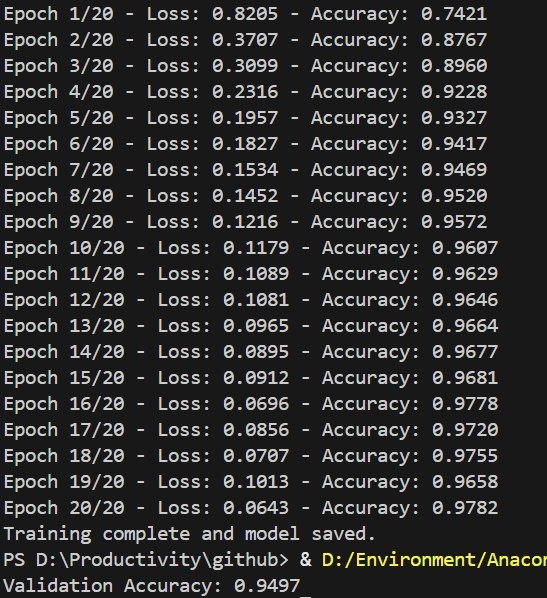 Epoch 1/20 - Loss: 0.8205 - Accuracy: 0.7421
Epoch 2/20 - Loss: 0.3707 - Accuracy: 0.8767
Epoch 3/20 - Loss: 0.3099 - Accuracy: 0.8960
Epoch 4/20 - Loss: 0.2316 - Accuracy: 0.9228
Epoch 5/20 - Loss: 0.1957 - Accuracy: 0.9327
Epoch 6/20 - Loss: 0.1827 - Accuracy: 0.9417
Epoch 7/20 - Loss: 0.1534 - Accuracy: 0.9469
Epoch 8/20 - Loss: 0.1452 - Accuracy: 0.9520
Epoch 9/20 - Loss: 0.1216 - Accuracy: 0.9572
Epoch 10/20 - Loss: 0.1179 - Accuracy: 0.9607
Epoch 11/20 - Loss: 0.1089 - Accuracy: 0.9629
Epoch 12/20 - Loss: 0.1081 - Accuracy: 0.9646
Epoch 13/20 - Loss: 0.0965 - Accuracy: 0.9664
Epoch 14/20 - Loss: 0.0895 - Accuracy: 0.9677
Epoch 15/20 - Loss: 0.0912 - Accuracy: 0.9681
Epoch 16/20 - Loss: 0.0696 - Accuracy: 0.9778
Epoch 17/20 - Loss: 0.0856 - Accuracy: 0.9720
Epoch 18/20 - Loss: 0.0707 - Accuracy: 0.9755
Epoch 19/20 - Loss: 0.1013 - Accuracy: 0.9658
Epoch 20/20 - Loss: 0.0643 - Accuracy: 0.9782
Training complete and model saved.
PS D:\Productivity\github> & D:/Environment/Anacon
Validation Accuracy: 0.9497